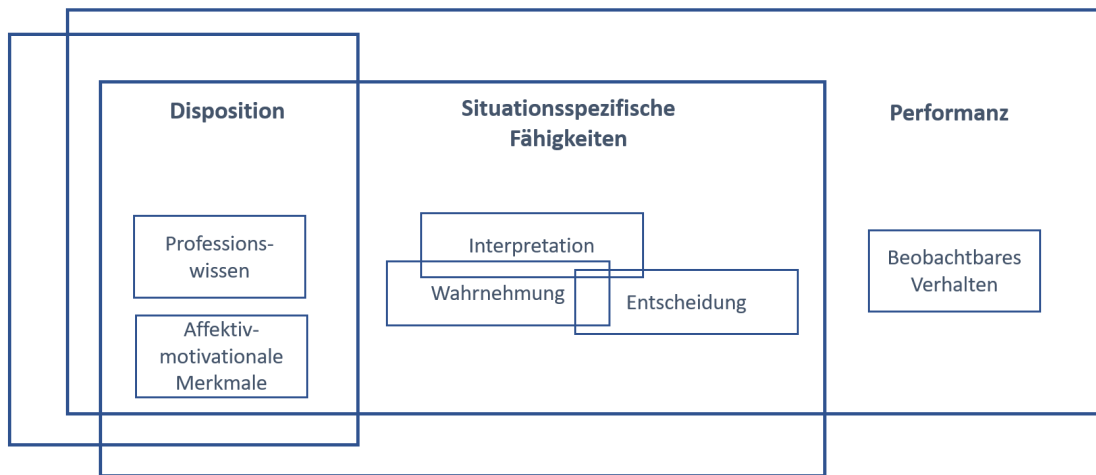 Disposition
Situationsspezifische
Fähigkeiten
Performanz
Professions-
wissen
Affektiv-
motivationale
Merkmale
Interpretation
Wahrnehmung
Entscheidung
Beobachtbares
Verhalten